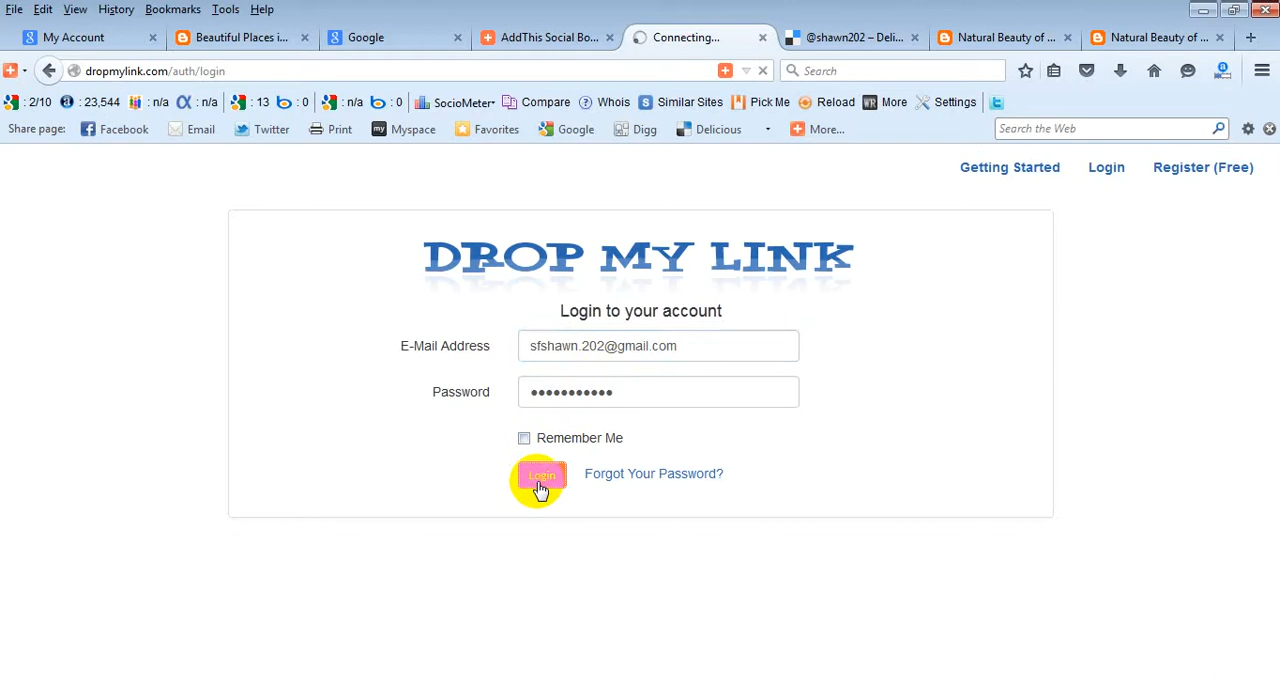 File Edit View History Bookmarks Tools Help
My Account Beautiful Places i... Google AddThis Social Bo... Connecting... @shawn202 – Deli... Natural Beauty of ... Natural Beauty of ...
dropmylink.com/auth/login Search
: 2/10 : 23,544 : n/a : n/a : 13 : 0 : n/a : 0 SocioMeter Compare Whois Similar Sites Pick Me Reload More Settings
Share page: Facebook Email Twitter Print Myspace Favorites Google Digg Delicious More... Search the Web
Getting Started Login Register (Free)
DROP MY LINK
Login to your account
E-Mail Address sfshawn.202@gmail.com
Password •••••••••••
Remember Me
Login Forgot Your Password?